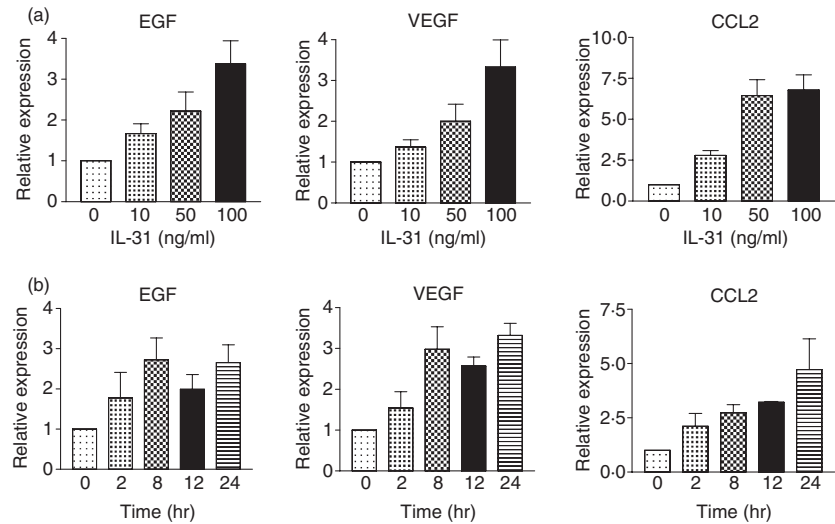 (a)
EGF
Relative expression
4
3
2
1
0
0 10 50 100
IL-31 (ng/ml)
VEGF
Relative expression
4
3
2
1
0
0 10 50 100
IL-31 (ng/ml)
CCL2
Relative expression
10·0
7·5
2·5
0·0
0 10 50 100
IL-31 (ng/ml)
(b)
EGF
Relative expression
4
3
2
1
0
0 2 8 12 24
Time (hr)
VEGF
Relative expression
4
3
2
1
0
0 2 8 12 24
Time (hr)
CCL2
Relative expression
7·5
5·0
2·5
0·0
0 2 8 12 24
Time (hr)